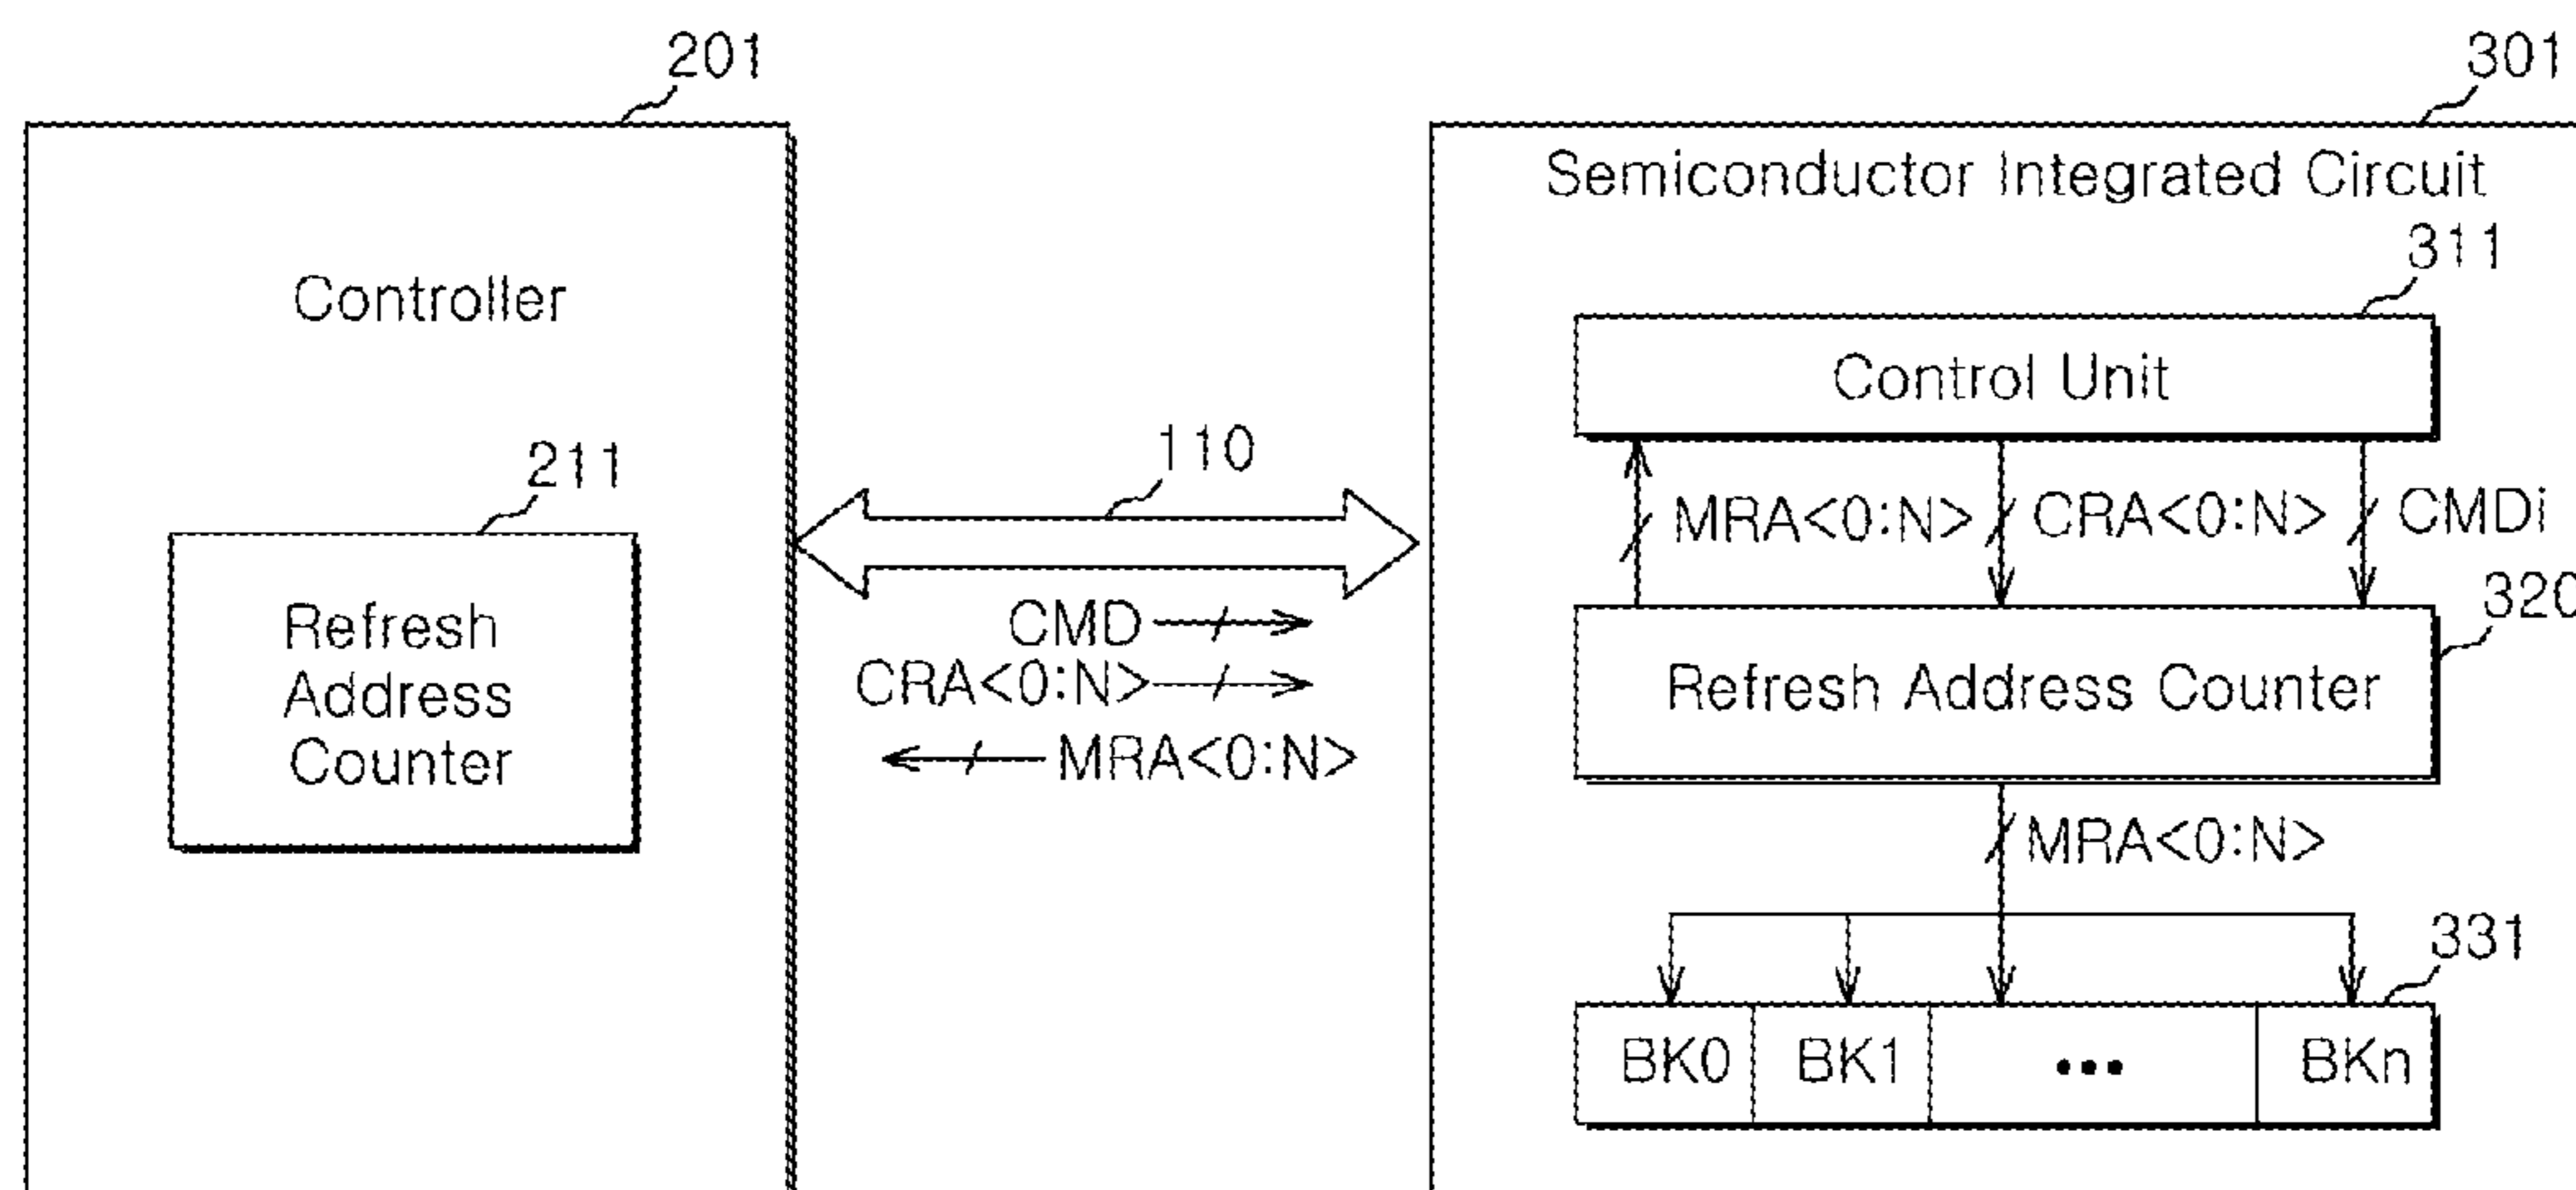 201
301
Controller
Semiconductor Integrated Circuit
311
Control Unit
211
Refresh
Address
Counter
110
CMD
CRA<0:N>
MRA<0:N>
MRA<0:N> CRA<0:N> CMDi
320
Refresh Address Counter
MRA<0:N>
331
BK0 BK1 ••• BKn